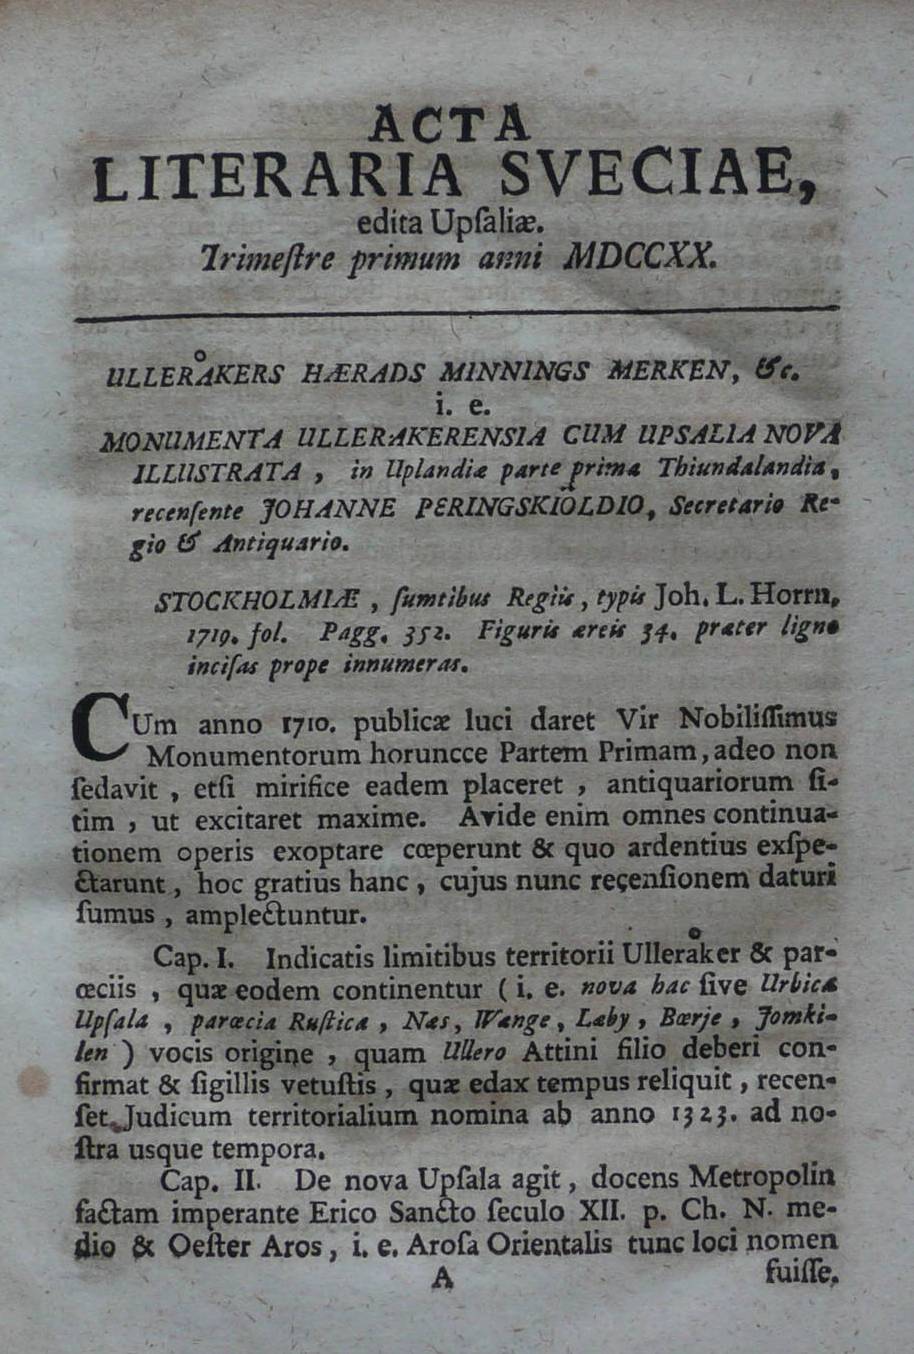 ACTA
LITERARIA SVECIAE,
edita Upſaliæ.
Trimeſtre primum anni MDCCXX.
ULLERÅKERS HÆRADS MINNINGS MERKEN, &c.
i. e.
MONUMENTA ULLERAKERENSIA CUM UPSALIA NOVA
ILLUSTRATA , in Uplandiæ parte prima Thiundalandia,
recenſente JOHANNE PERINGSKIÖLDIO, Secretario Re-
gio & Antiquario.
STOCKHOLMIÆ , ſumtibus Regiis, typis Joh. L. Horrn,
1719. fol. Pagg. 352. Figuris æreis 34. præter ligno
inciſas prope innumeras.
CUm anno 1710. publicæ luci daret Vir Nobiliſſimus
Monumentorum horuncce Partem Primam, adeo non
ſedavit , etſi mirifice eadem placeret , antiquariorum ſi-
tim , ut excitaret maxime. Avide enim omnes continua-
tionem operis exoptare cœperunt & quo ardentius exſpe-
ctarunt , hoc gratius hanc , cujus nunc reçenſionem daturi
ſumus , amplectuntur.
Cap. I. Indicatis limitibus territorii Ulleråker & par-
œciis , quæ eodem continentur ( i. e. nova hac ſive Urbica
Upſala , parœcia Ruſtica , Næs, Wange, Laby , Bœrje , Jomki-
len ) vocis origine , quam Ullero Attini filio deberi con-
firmat & ſigillis vetuſtis , quæ edax tempus reliquit , recen-
ſet Judicum territorialium nomina ab anno 1323. ad no-
ſtra usque tempora.
Cap. II. De nova Upſala agit , docens Metropolin
factam imperante Erico Sancto ſeculo XII. p. Ch. N. me-
dio & Oeſter Aros , i. e. Aroſa Orientalis tunc loci nomen
A fuiſſe.